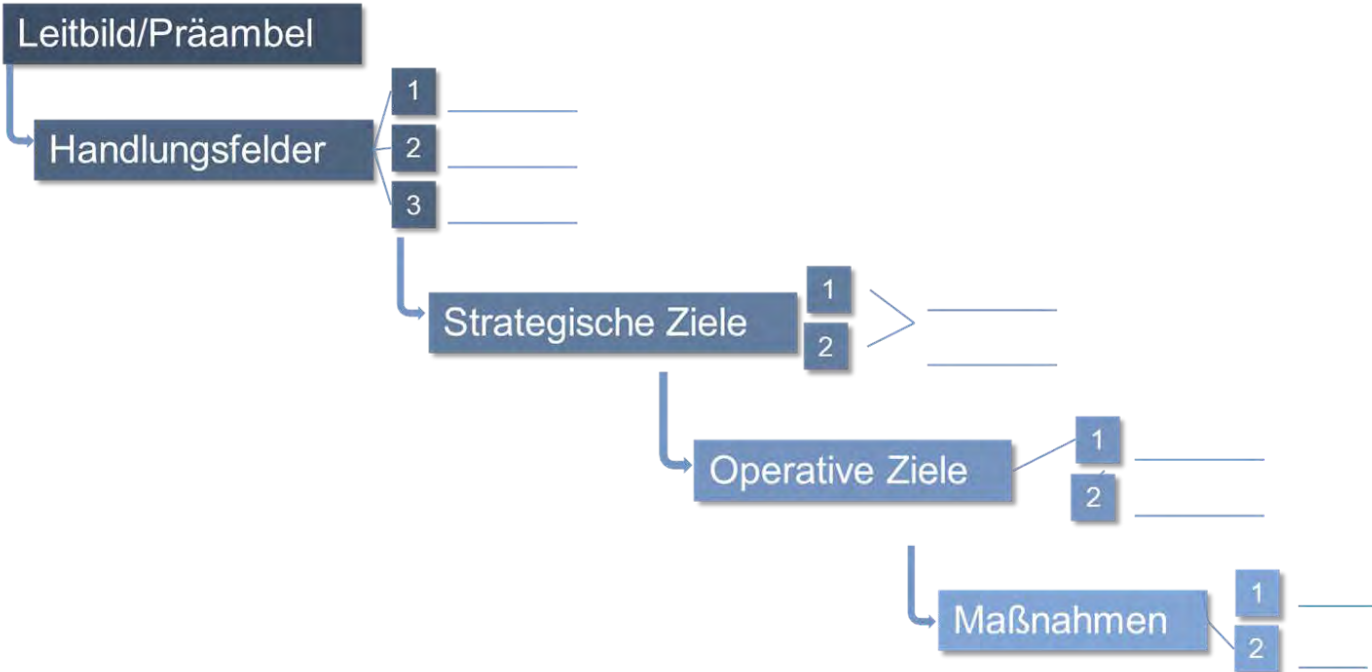 Leitbild/Präambel
1
Handlungsfelder
2
3
1
Strategische Ziele
2
1
Operative Ziele
2
1
Maßnahmen
2